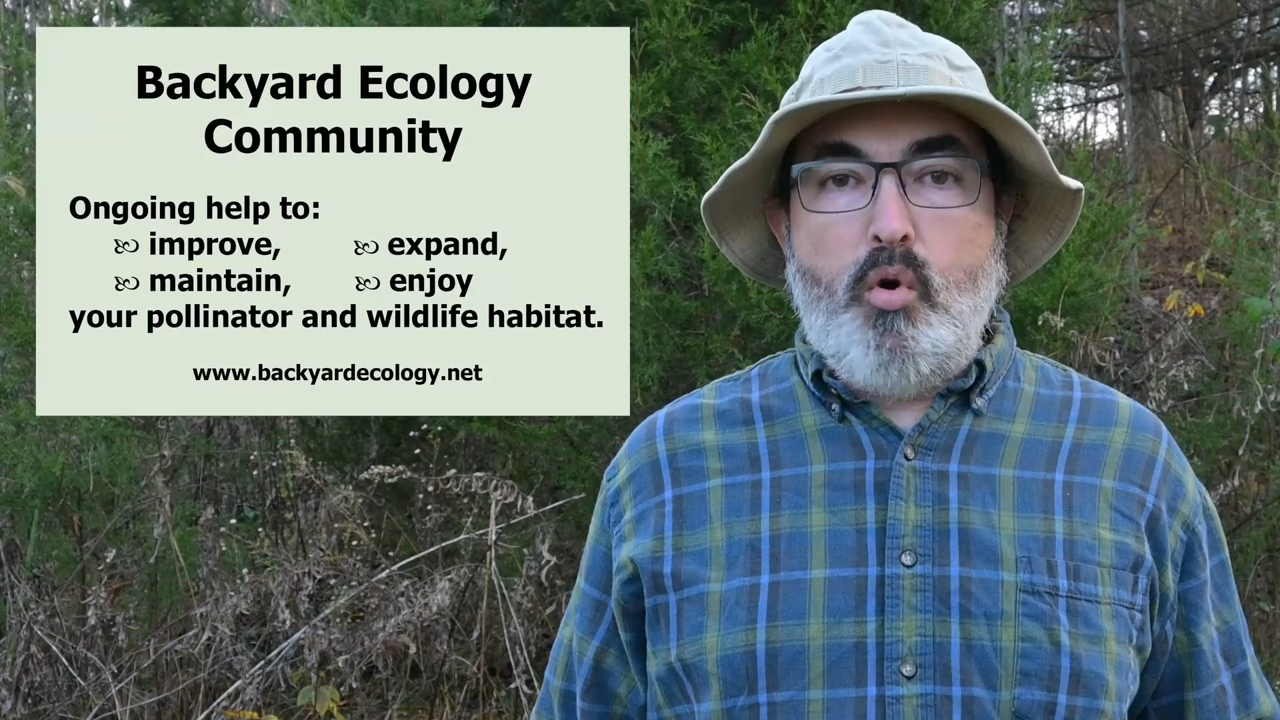 Backyard Ecology
Community
Ongoing help to:
improve, expand,
maintain, enjoy
your pollinator and wildlife habitat.
www.backyardecology.net